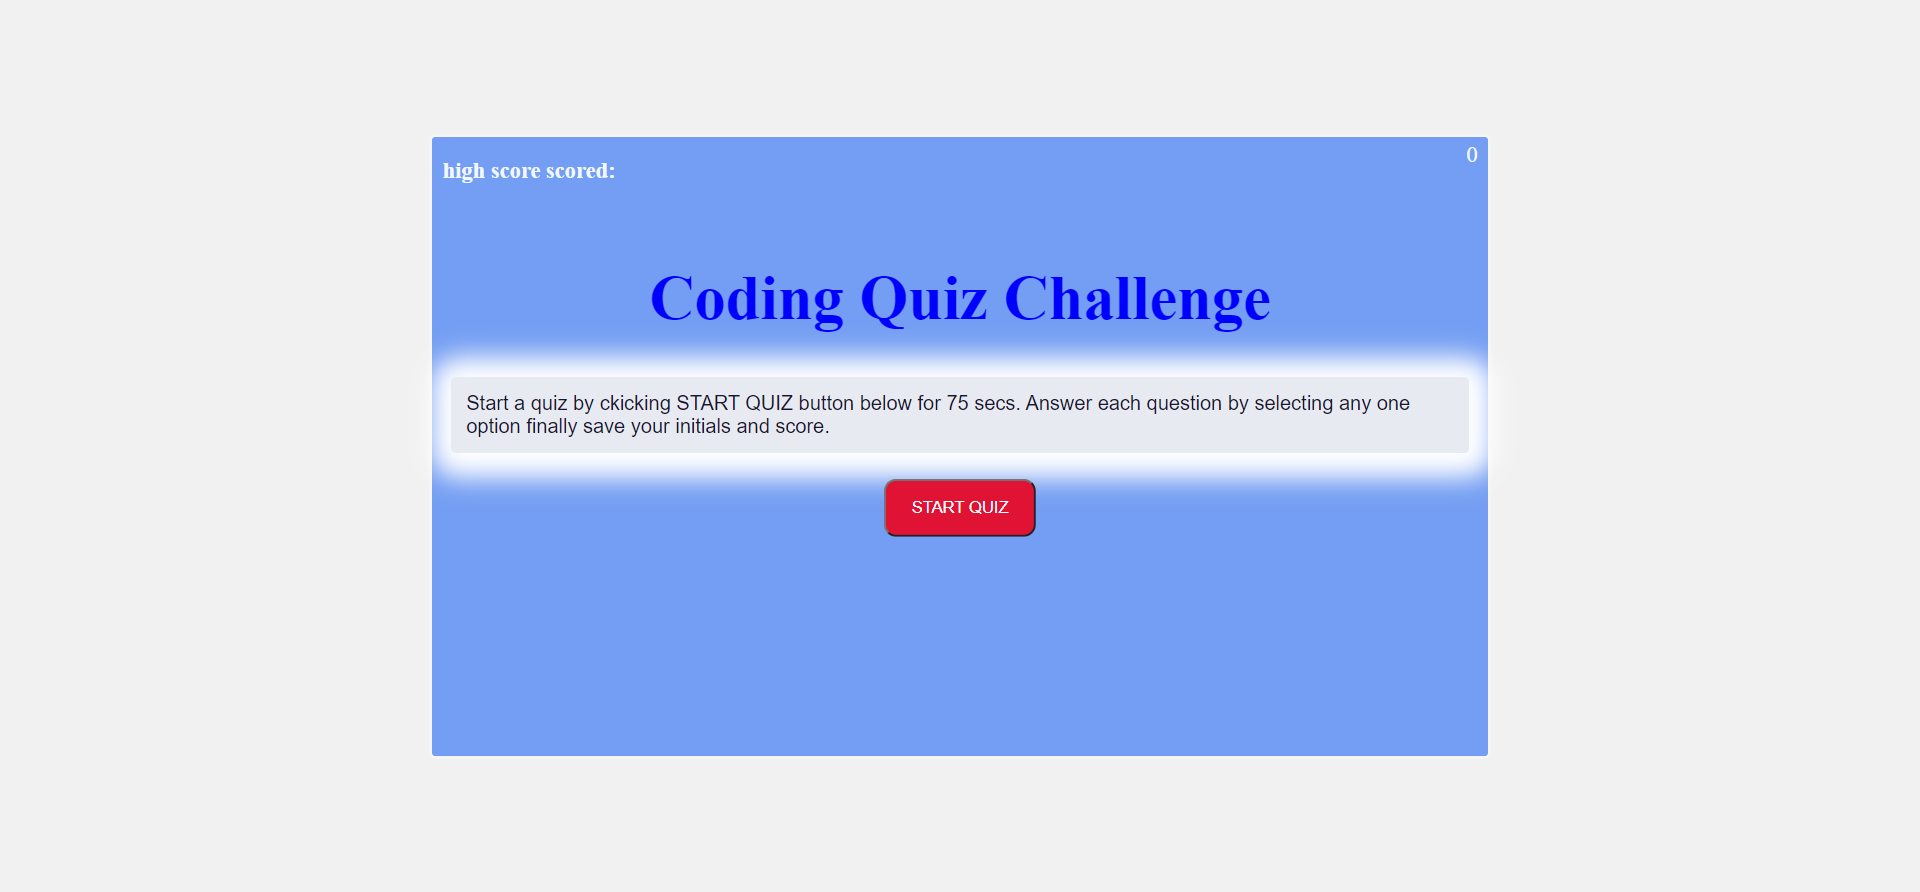 0
high score scored:
Coding Quiz Challenge
Start a quiz by ckicking START QUIZ button below for 75 secs. Answer each question by selecting any one
option finally save your initials and score.
START QUIZ